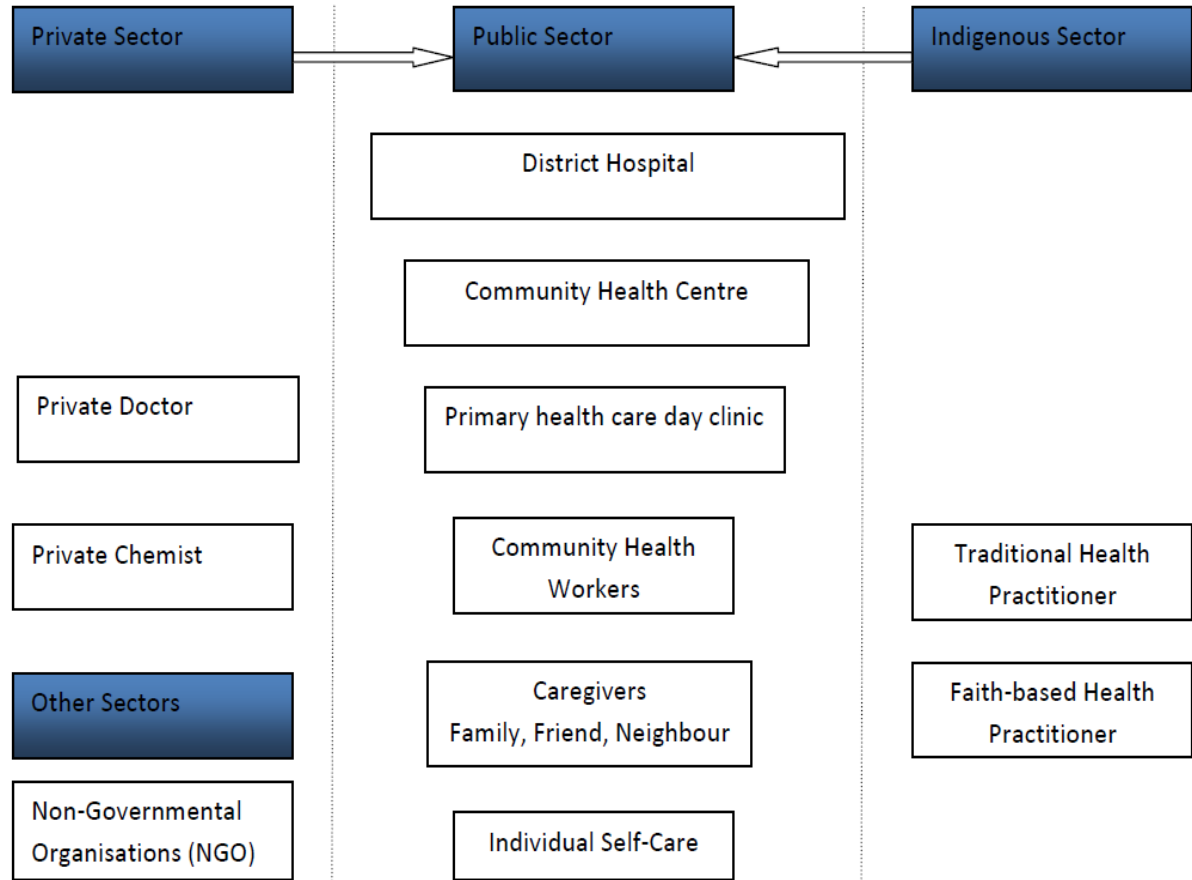 Private Sector
Public Sector
Indigenous Sector
District Hospital
Community Health Centre
Private Doctor
Primary health care day clinic
Private Chemist
Community Health
Workers
Traditional Health
Practitioner
Other Sectors
Caregivers
Family, Friend, Neighbour
Faith-based Health
Practitioner
Non-Governmental
Organisations (NGO)
Individual Self-Care